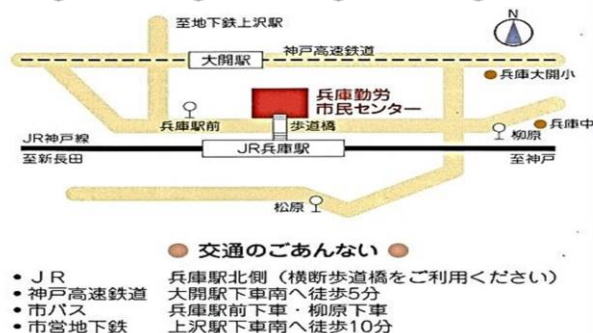 N
至地下鉄上沢駅
神戸高速鉄道
大開駅
兵庫大開小
兵庫勤労
市民センター
兵庫駅前
歩道橋
柳原
兵庫中
JR神戸線
JR兵庫駅
至新長田
至神戸
松原
● 交通のごあんない ●
• JR 兵庫駅北側（横断歩道橋をご利用ください）
• 神戸高速鉄道 大開駅下車南へ徒歩5分
• 市バス 兵庫駅前下車・柳原下車
• 市営地下鉄 上沢駅下車南へ徒歩10分